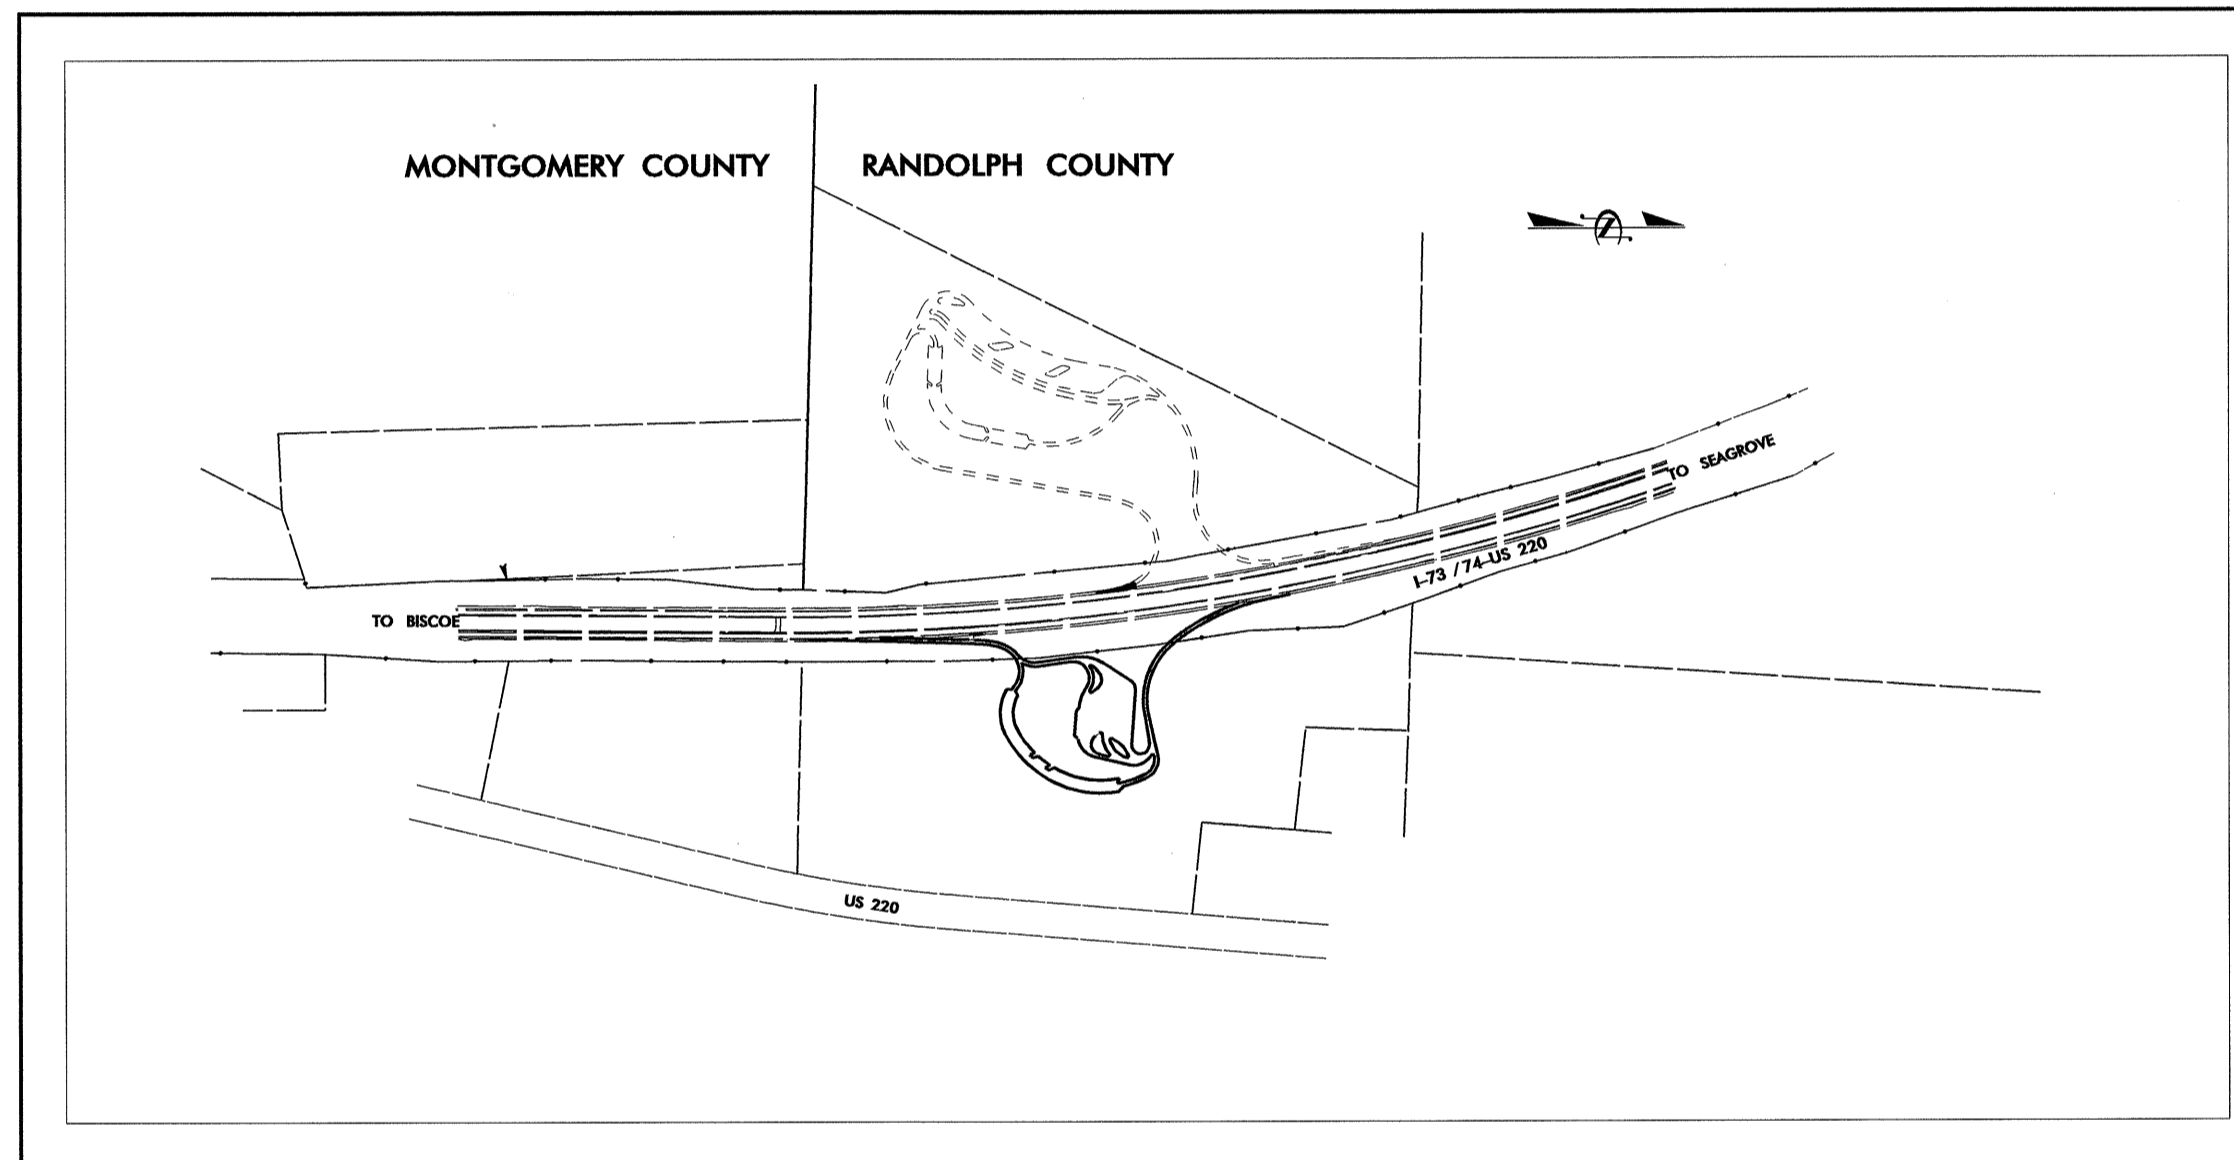 MONTGOMERY COUNTY
RANDOLPH COUNTY
TO SEAGROVE
I-73 / 74-US 220
TO BISCOE
US 220